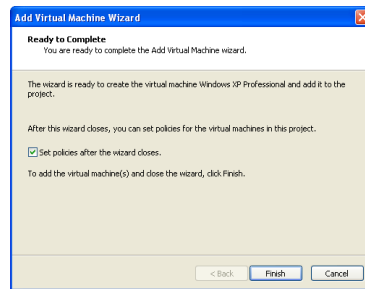 Add Virtual Machine Wizard
Ready to Complete
You are ready to complete the Add Virtual Machine wizard.
The wizard is ready to create the virtual machine Windows XP Professional and add it to the
project.
After this wizard closes, you can set policies for the virtual machines in this project.
Set policies after the wizard closes.
To add the virtual machine(s) and close the wizard, click Finish.
< Back Finish Cancel